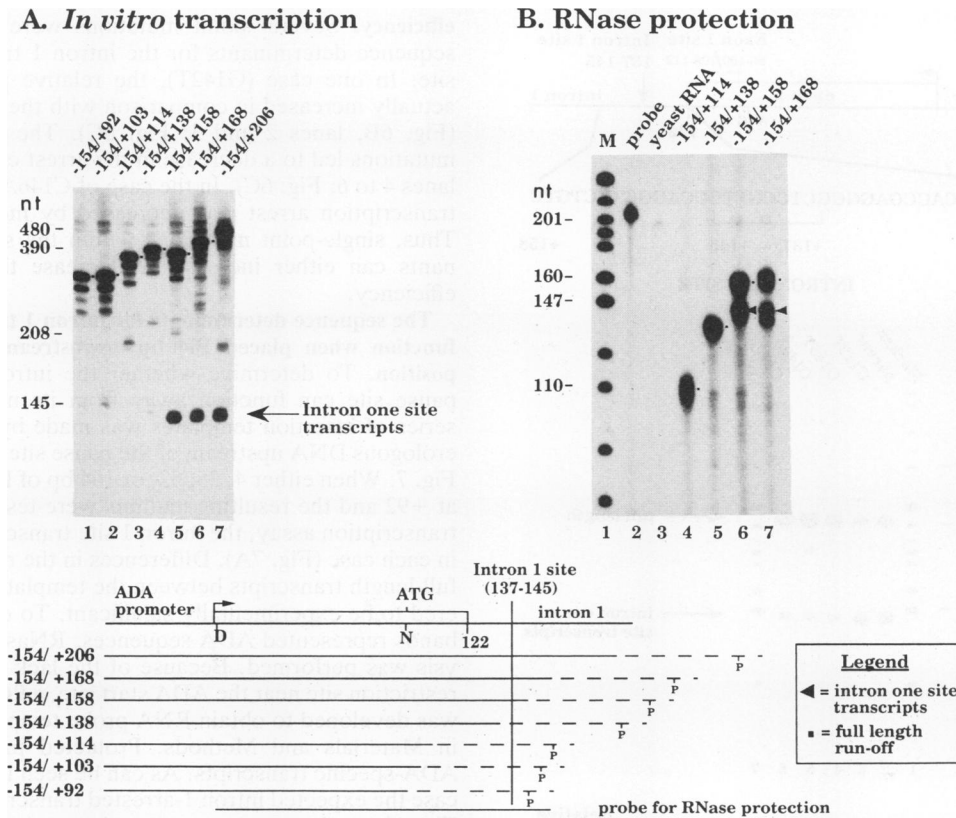 A. In vitro transcription
-154/+92
-154/+103
-154/+114
-154/+138
-154/+158
-154/+168
-154/+206
nt
480
390
208
145
Intron one site
transcripts
1 2 3 4 5 6 7
B. RNase protection
M
probe
yeast RNA
-154/+114
-154/+138
-154/+158
-154/+168
nt
201
160
147
110
1 2 3 4 5 6 7
ADA
promoter
D
ATG
N
122
Intron 1 site
(137-145)
intron 1
-154/ +206 P
-154/ +168 P
-154/ +158 P
-154/ +138 P
-154/ +114 P
-154/ +103 P
-154/ +92 P
probe for RNase protection
Legend
= intron one site
transcripts
= full length
run-off